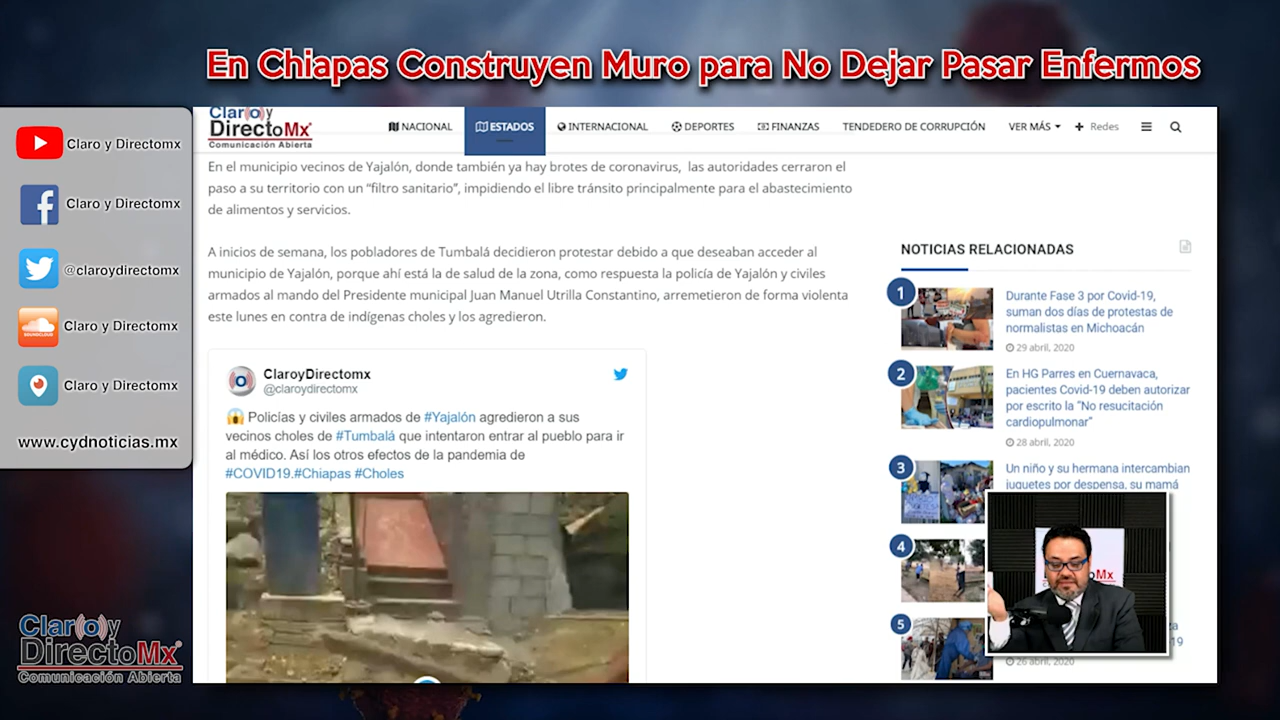 En Chiapas Construyen Muro para No Dejar Pasar Enfermos
Claro y
DirectoMx
Comunicación Abierta
NACIONAL
ESTADOS
INTERNACIONAL
DEPORTES
FINANZAS
TENDEDERO DE CORRUPCIÓN
VER MÁS
Redes
Claro y Directomx
Claro y Directomx
@claroydirectomx
SOUNDCLOUD
Claro y Directomx
Claro y Directomx
www.cydnoticias.mx
En el municipio vecinos de Yajalón, donde también ya hay brotes de coronavirus, las autoridades cerraron el
paso a su territorio con un “filtro sanitario”, impidiendo el libre tránsito principalmente para el abastecimiento
de alimentos y servicios.
A inicios de semana, los pobladores de Tumbalá decidieron protestar debido a que deseaban acceder al
municipio de Yajalón, porque ahí está la de salud de la zona, como respuesta la policía de Yajalón y civiles
armados al mando del Presidente municipal Juan Manuel Utrilla Constantino, arremetieron de forma violenta
este lunes en contra de indígenas choles y los agredieron.
ClaroyDirectomx
@claroydirectomx
Policías y civiles armados de #Yajalón agredieron a sus
vecinos choles de #Tumbalá que intentaron entrar al pueblo para ir
al médico. Así los otros efectos de la pandemia de
#COVID19.#Chiapas #Choles
NOTICIAS RELACIONADAS
1
Durante Fase 3 por Covid-19,
suman dos días de protestas de
normalistas en Michoacán
29 abril, 2020
2
En HG Parres en Cuernavaca,
pacientes Covid-19 deben autorizar
por escrito la “No resucitación
cardiopulmonar”
28 abril, 2020
3
Un niño y su hermana intercambian
juguetes por despensa, su mamá
4
5
26 abril, 2020
Claro y
DirectoMx
Comunicación Abierta